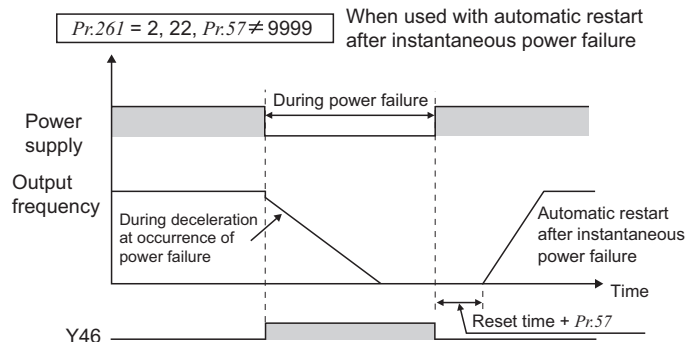 Pr.261 = 2, 22, Pr.57 ≠ 9999
When used with automatic restart
after instantaneous power failure
During power failure
Power
supply
Output
frequency
During deceleration
at occurrence of
power failure
Automatic restart
after instantaneous
power failure
Time
Reset time + Pr.57
Y46